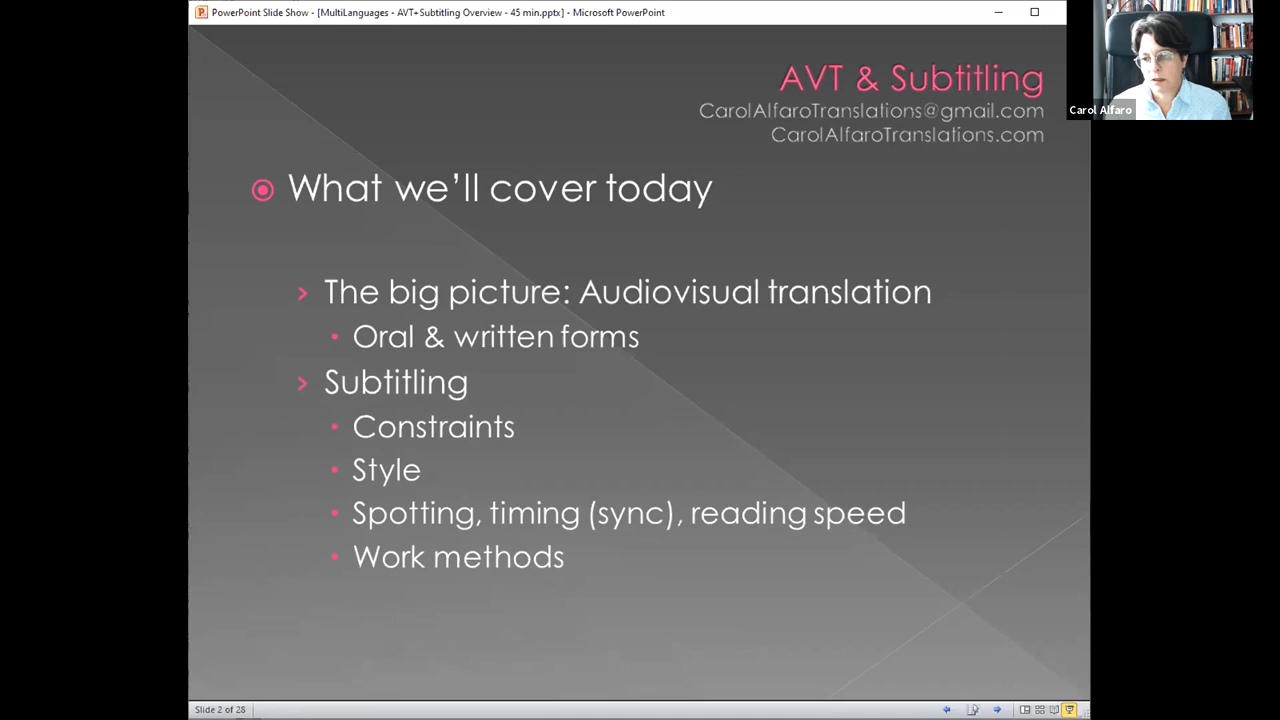 PowerPoint Slide Show - [MultiLanguages - AVT+Subtitling Overview - 45 min.pptx] - Microsoft PowerPoint
AVT & Subtitling
CarolAlfaroTranslations@gmail.com
CarolAlfaroTranslations.com
Carol Alfaro
What we'll cover today
The big picture: Audiovisual translation
Oral & written forms
Subtitling
Constraints
Style
Spotting, timing (sync), reading speed
Work methods
Slide 2 of 28